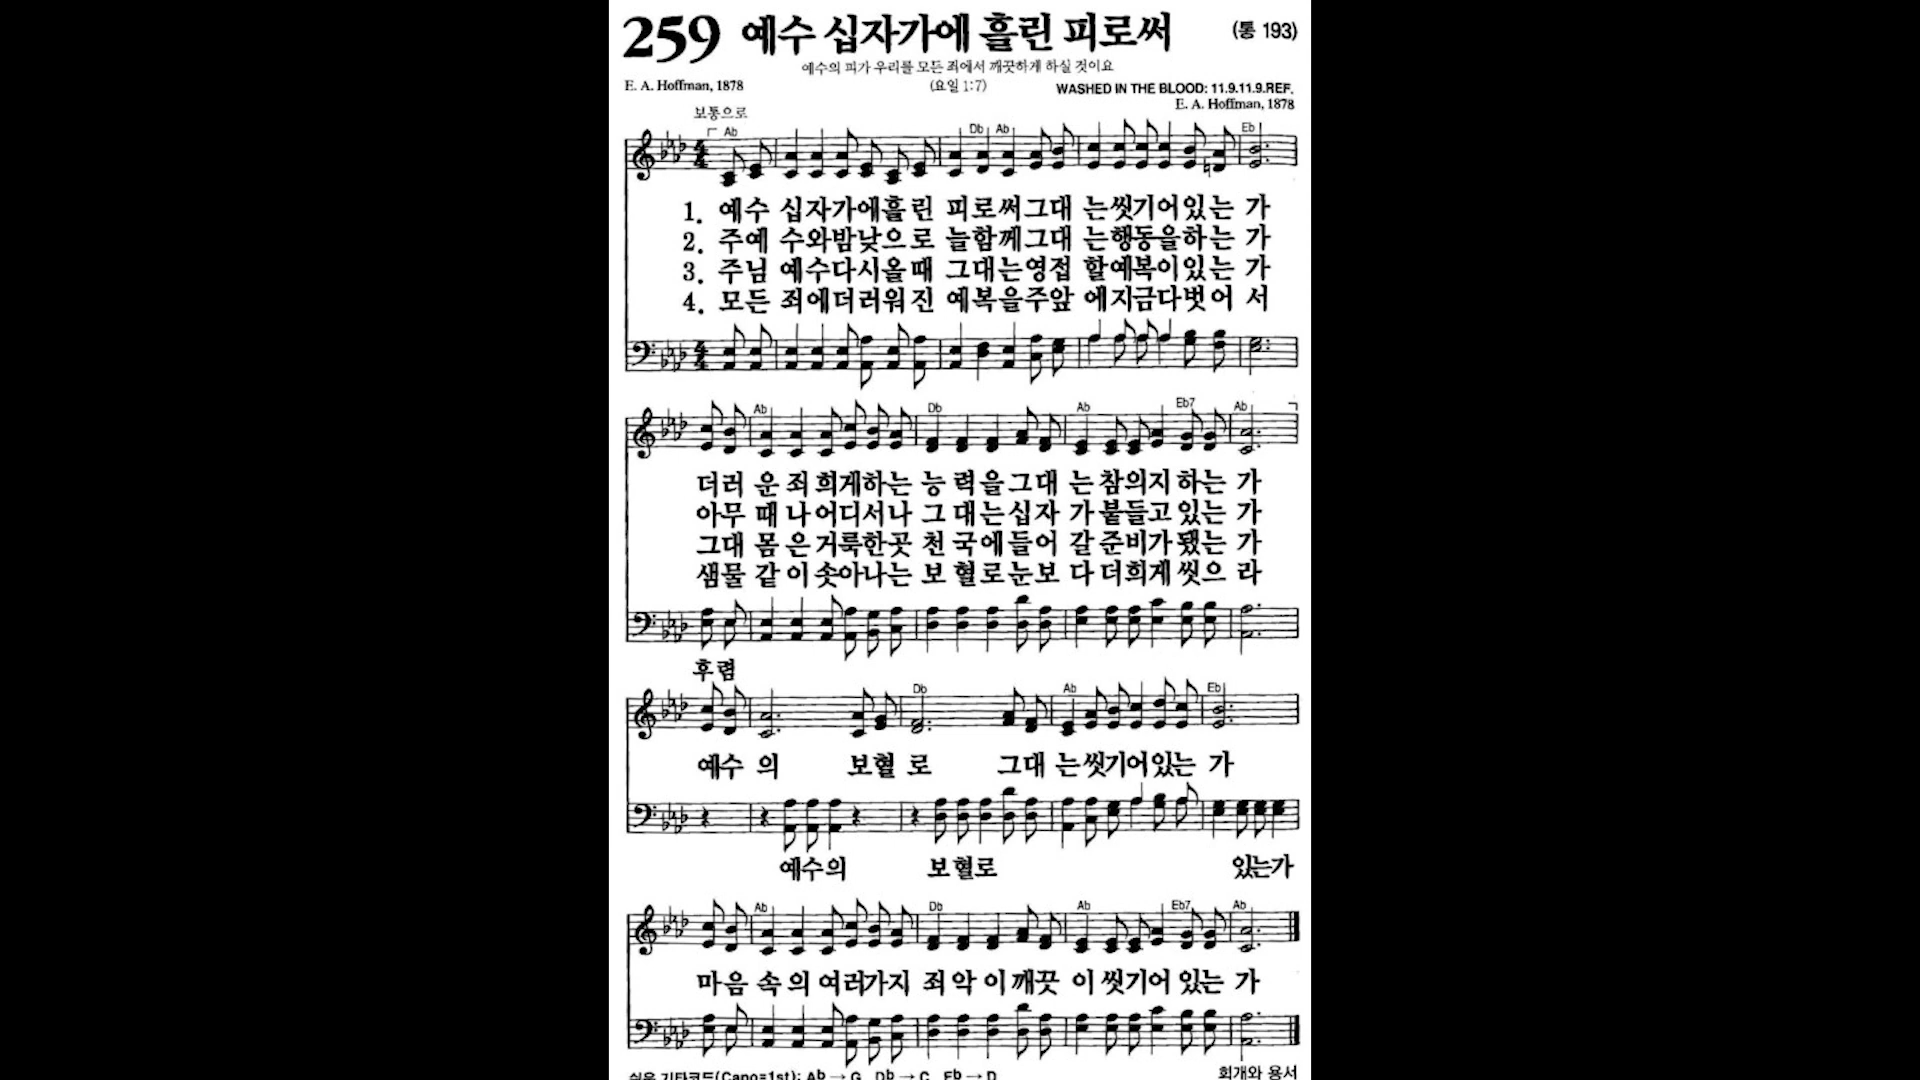 259 예수 십자가에 흘린 피로써 (통 193)
예수의 피가 우리를 모든 죄에서 깨끗하게 하실 것이요
E. A. Hoffman, 1878 (요일 1:7) WASHED IN THE BLOOD: 11.9.11.9.REF.
E. A. Hoffman, 1878
보통으로
Ab Db Ab Eb
1. 예수 십자가에흘린 피로써그대 는씻기어있는 가
2. 주예 수와밤낮으로 늘함께그대 는행동을하는 가
3. 주님 예수다시올때 그대는영접 할예복이있는 가
4. 모든 죄에더러워진 예복을주앞 에지금다벗어 서
Ab Db Ab Eb7 Ab
더러 운죄희게하는 능력을그대 는참의지하는 가
아무 때나어디서나 그대는십자 가붙들고있는 가
그대 몸은거룩한곳 천국에들어 갈준비가됐는 가
샘물 같이솟아나는 보혈로눈보 다더희게씻으 라
후렴
Db Ab Eb
예수 의 보혈 로 그대 는씻기어있는 가
예수의 보혈로 있는가
Ab Db Ab Eb7 Ab
마음 속의여러가지 죄악이깨끗 이씻기어있는 가
쉬운 기타코드(Capo=1st): Ab → G Db → C Eb → D 회개와 용서